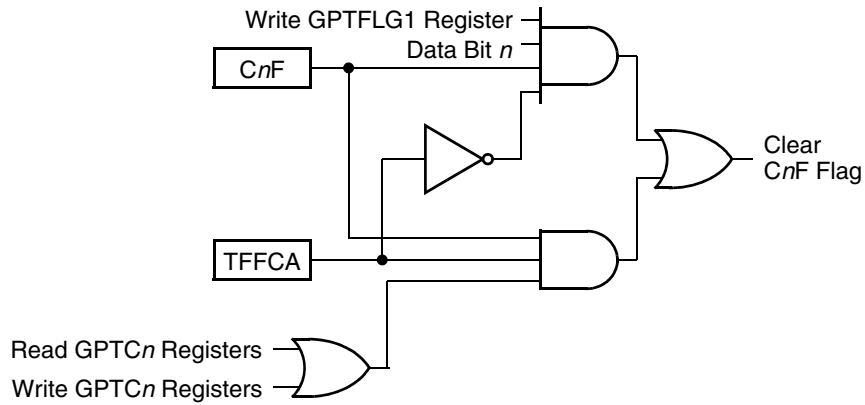 Write GPTFLG1 Register
Data Bit n
CnF
Clear
CnF Flag
TFFCA
Read GPTCn Registers
Write GPTCn Registers